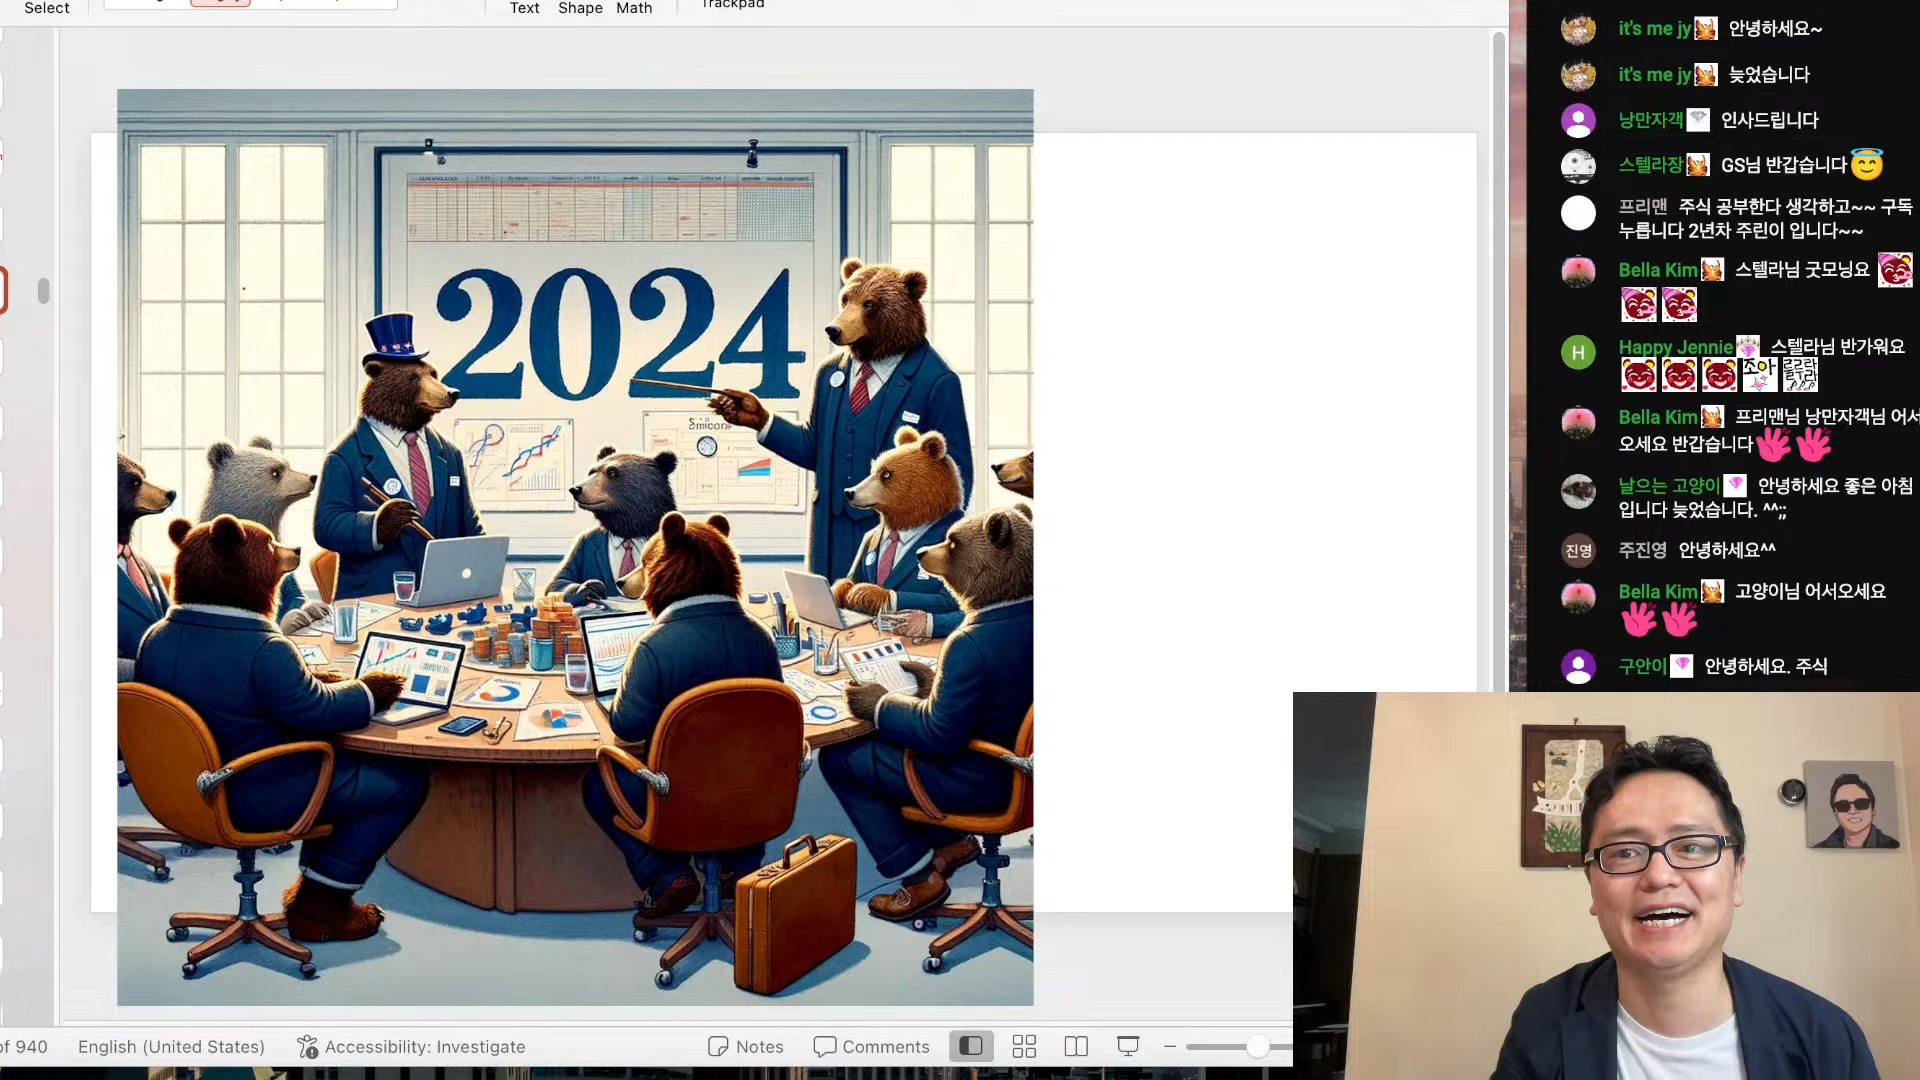 Select
Text
Shape
Math
Trackpad
2024
it's me jy 안녕하세요~
it's me jy 늦었습니다
낭만자객 인사드립니다
스텔라장 GS님 반갑습니다
프리맨 주식 공부한다 생각하고~~ 구독
누릅니다 2년차 주린이 입니다~~
Bella Kim 스텔라님 굿모닝요
H
Happy Jennie 스텔라님 반가워요
조아
Bella Kim 프리맨님 낭만자객님 어서
오세요 반갑습니다
날으는 고양이 안녕하세요 좋은 아침
입니다 늦었습니다. ^^;;
진영
주진영 안녕하세요^^
Bella Kim 고양이님 어서오세요
구안이 안녕하세요. 주식
of 940
English (United States)
Accessibility: Investigate
Notes
Comments